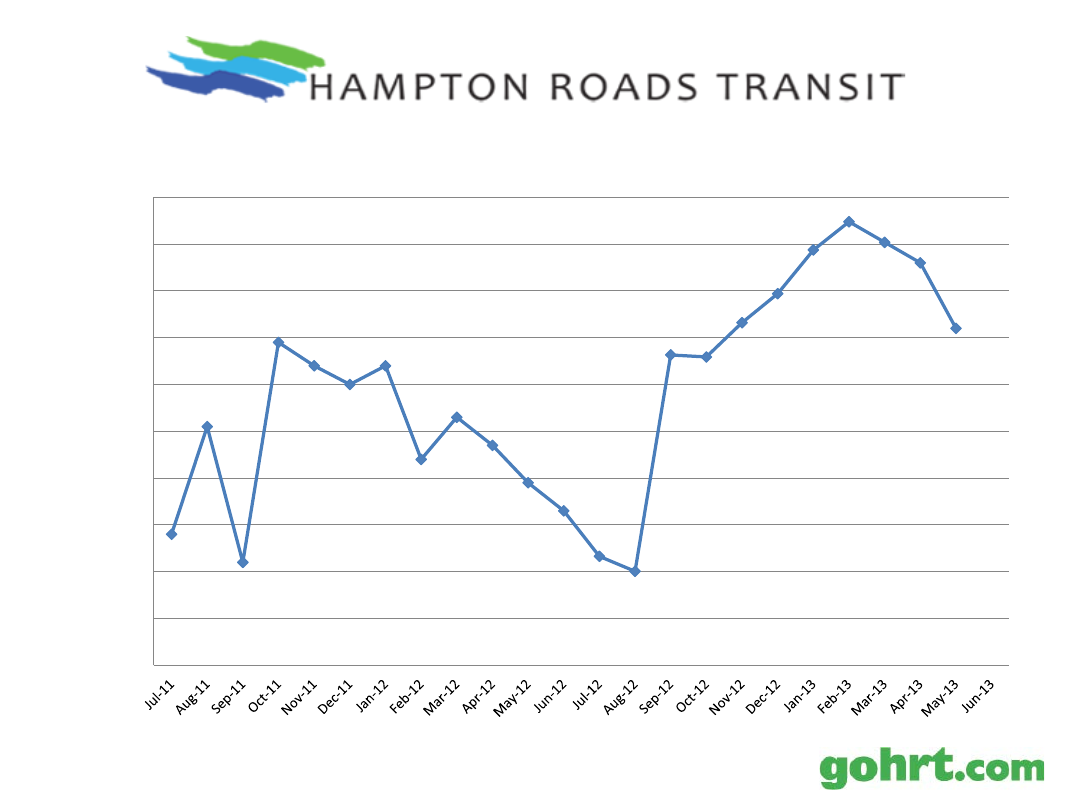 HAMPTON ROADS TRANSIT
Jul-11
Aug-11
Sep-11
Oct-11
Nov-11
Dec-11
Jan-12
Feb-12
Mar-12
Apr-12
May-12
Jun-12
Jul-12
Aug-12
Sep-12
Oct-12
Nov-12
Dec-12
Jan-13
Feb-13
Mar-13
Apr-13
May-13
Jun-13
gohrt.com